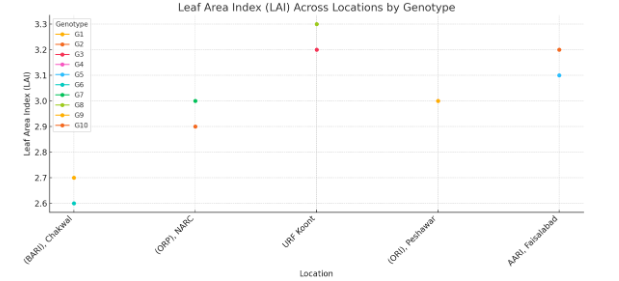 Leaf Area Index (LAI) Across Locations by Genotype
Leaf Area Index (LAI)
3.3
3.2
3.1
3.0
2.9
2.8
2.7
2.6
Genotype
G1
G2
G3
G4
G5
G6
G7
G8
G9
G10
(BARI), Chakwal
(ORP), NARC
URF Koont
(ORI), Peshawar
AARI, Faisalabad
Location